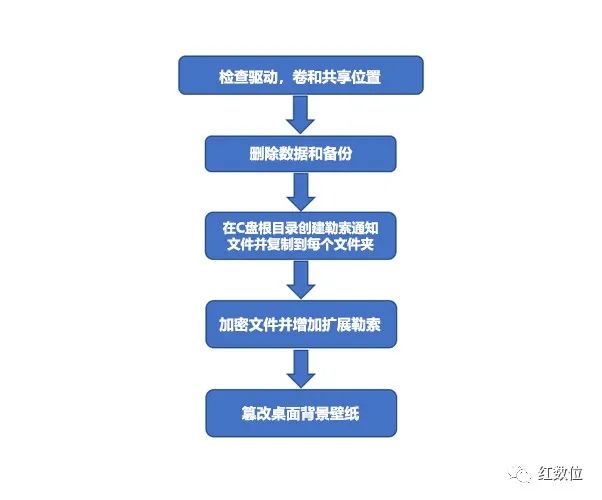 检查驱动，卷和共享位置
删除数据和备份
在C盘根目录创建勒索通知
文件并复制到每个文件夹
加密文件并增加扩展勒索
篡改桌面背景壁纸
红数位